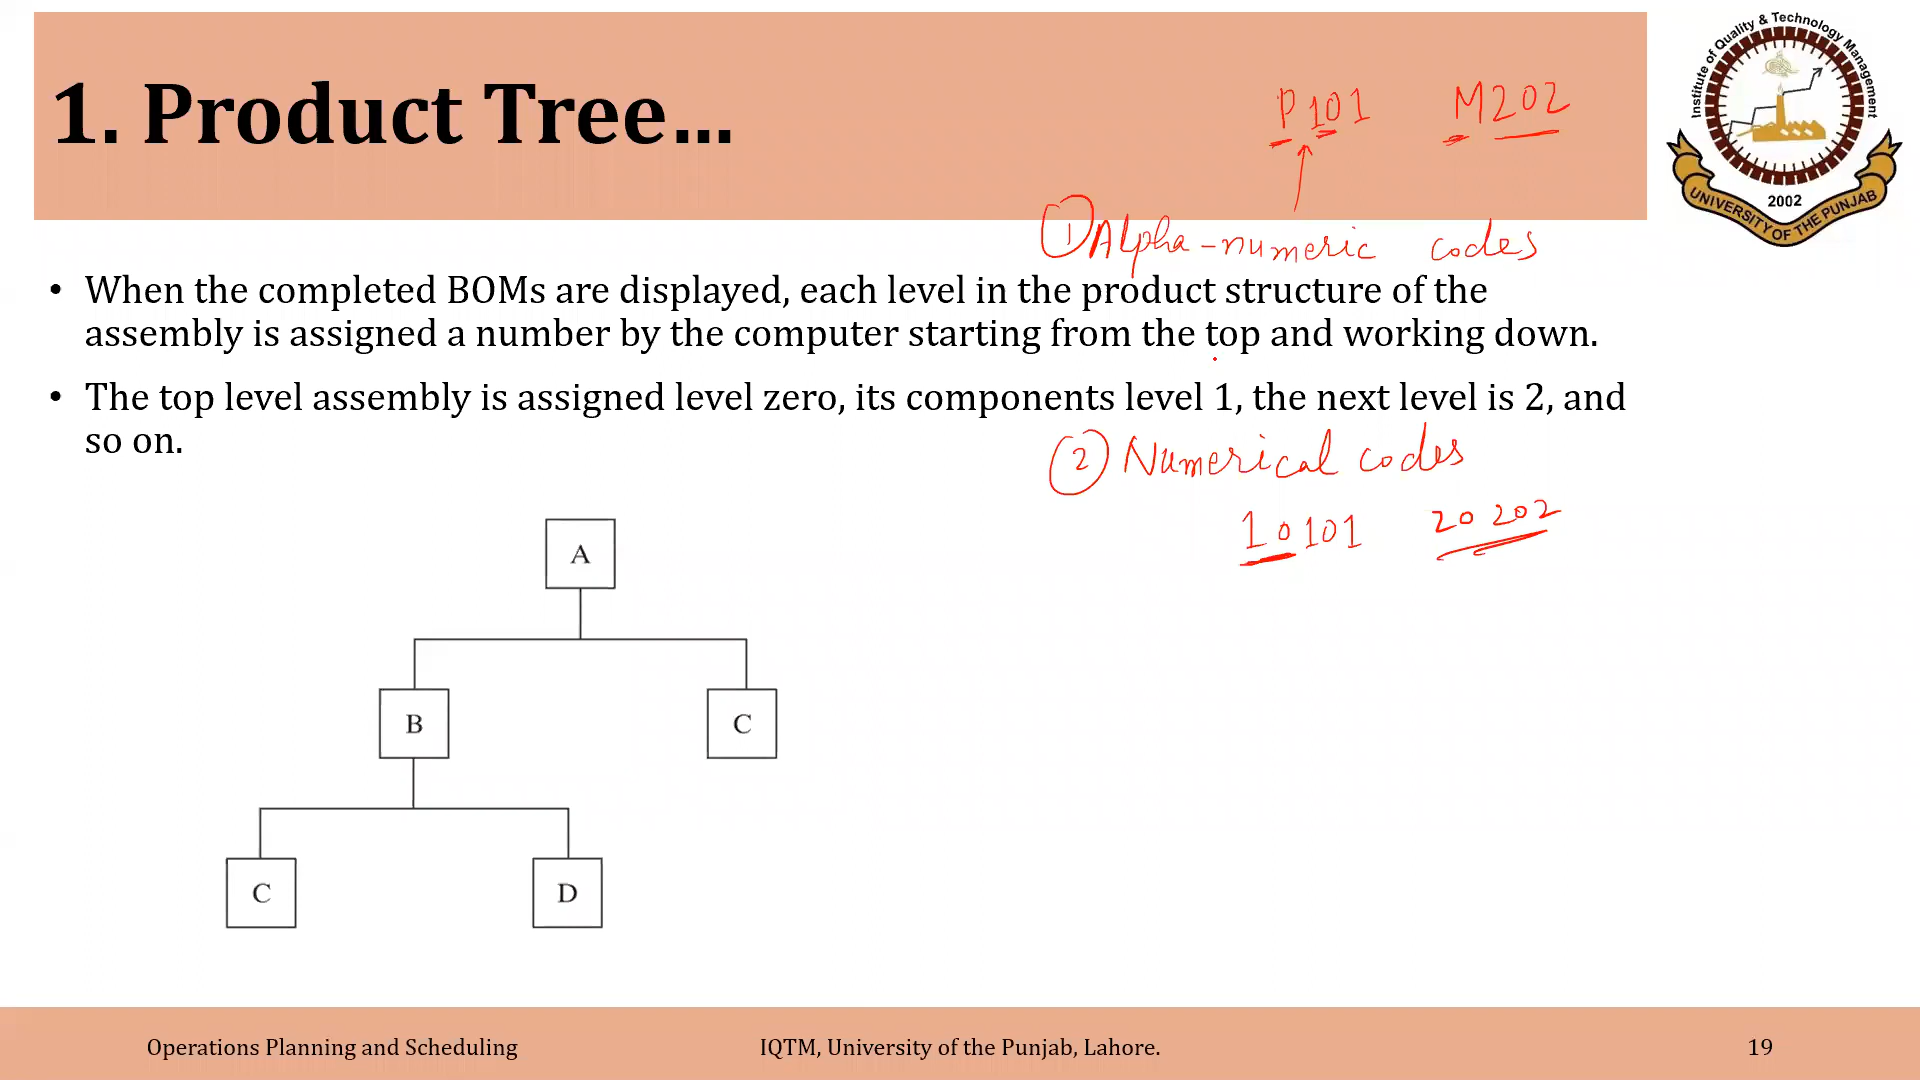 1. Product Tree...
P101 M202
① Alpha-numeric codes
Institute of Quality & Technology Management
2002
UNIVERSITY OF THE PUNJAB
• When the completed BOMs are displayed, each level in the product structure of the
assembly is assigned a number by the computer starting from the top and working down.
• The top level assembly is assigned level zero, its components level 1, the next level is 2, and
so on.
② Numerical codes
10101 20202
A
B C
C D
Operations Planning and Scheduling IQTM, University of the Punjab, Lahore. 19